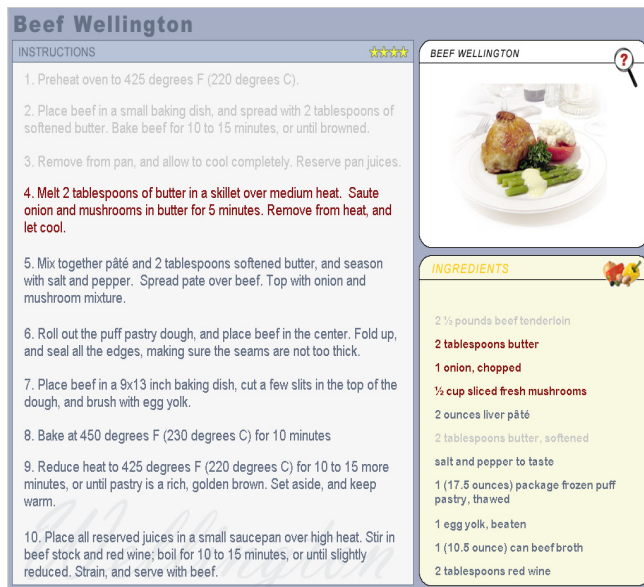 Beef Wellington
INSTRUCTIONS
1. Preheat oven to 425 degrees F (220 degrees C).
2. Place beef in a small baking dish, and spread with 2 tablespoons of
softened butter. Bake beef for 10 to 15 minutes, or until browned.
3. Remove from pan, and allow to cool completely. Reserve pan juices.
4. Melt 2 tablespoons of butter in a skillet over medium heat. Saute
onion and mushrooms in butter for 5 minutes. Remove from heat, and
let cool.
5. Mix together pâté and 2 tablespoons softened butter, and season
with salt and pepper. Spread pate over beef. Top with onion and
mushroom mixture.
6. Roll out the puff pastry dough, and place beef in the center. Fold up,
and seal all the edges, making sure the seams are not too thick.
7. Place beef in a 9x13 inch baking dish, cut a few slits in the top of the
dough, and brush with egg yolk.
8. Bake at 450 degrees F (230 degrees C) for 10 minutes
9. Reduce heat to 425 degrees F (220 degrees C) for 10 to 15 more
minutes, or until pastry is a rich, golden brown. Set aside, and keep
warm.
10. Place all reserved juices in a small saucepan over high heat. Stir in
beef stock and red wine; boil for 10 to 15 minutes, or until slightly
reduced. Strain, and serve with beef.
Wellington
BEEF WELLINGTON
?
INGREDIENTS
2 ½ pounds beef tenderloin
2 tablespoons butter
1 onion, chopped
½ cup sliced fresh mushrooms
2 ounces liver pâté
2 tablespoons butter, softened
salt and pepper to taste
1 (17.5 ounces) package frozen puff
pastry, thawed
1 egg yolk, beaten
1 (10.5 ounce) can beef broth
2 tablespoons red wine